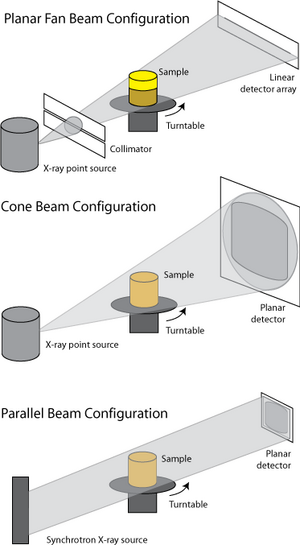 Planar Fan Beam Configuration
Sample
Linear
detector array
Collimator
Turntable
X-ray point source
Cone Beam Configuration
Sample
Turntable
Planar
detector
X-ray point source
Parallel Beam Configuration
Sample
Planar
detector
Turntable
Synchrotron X-ray source